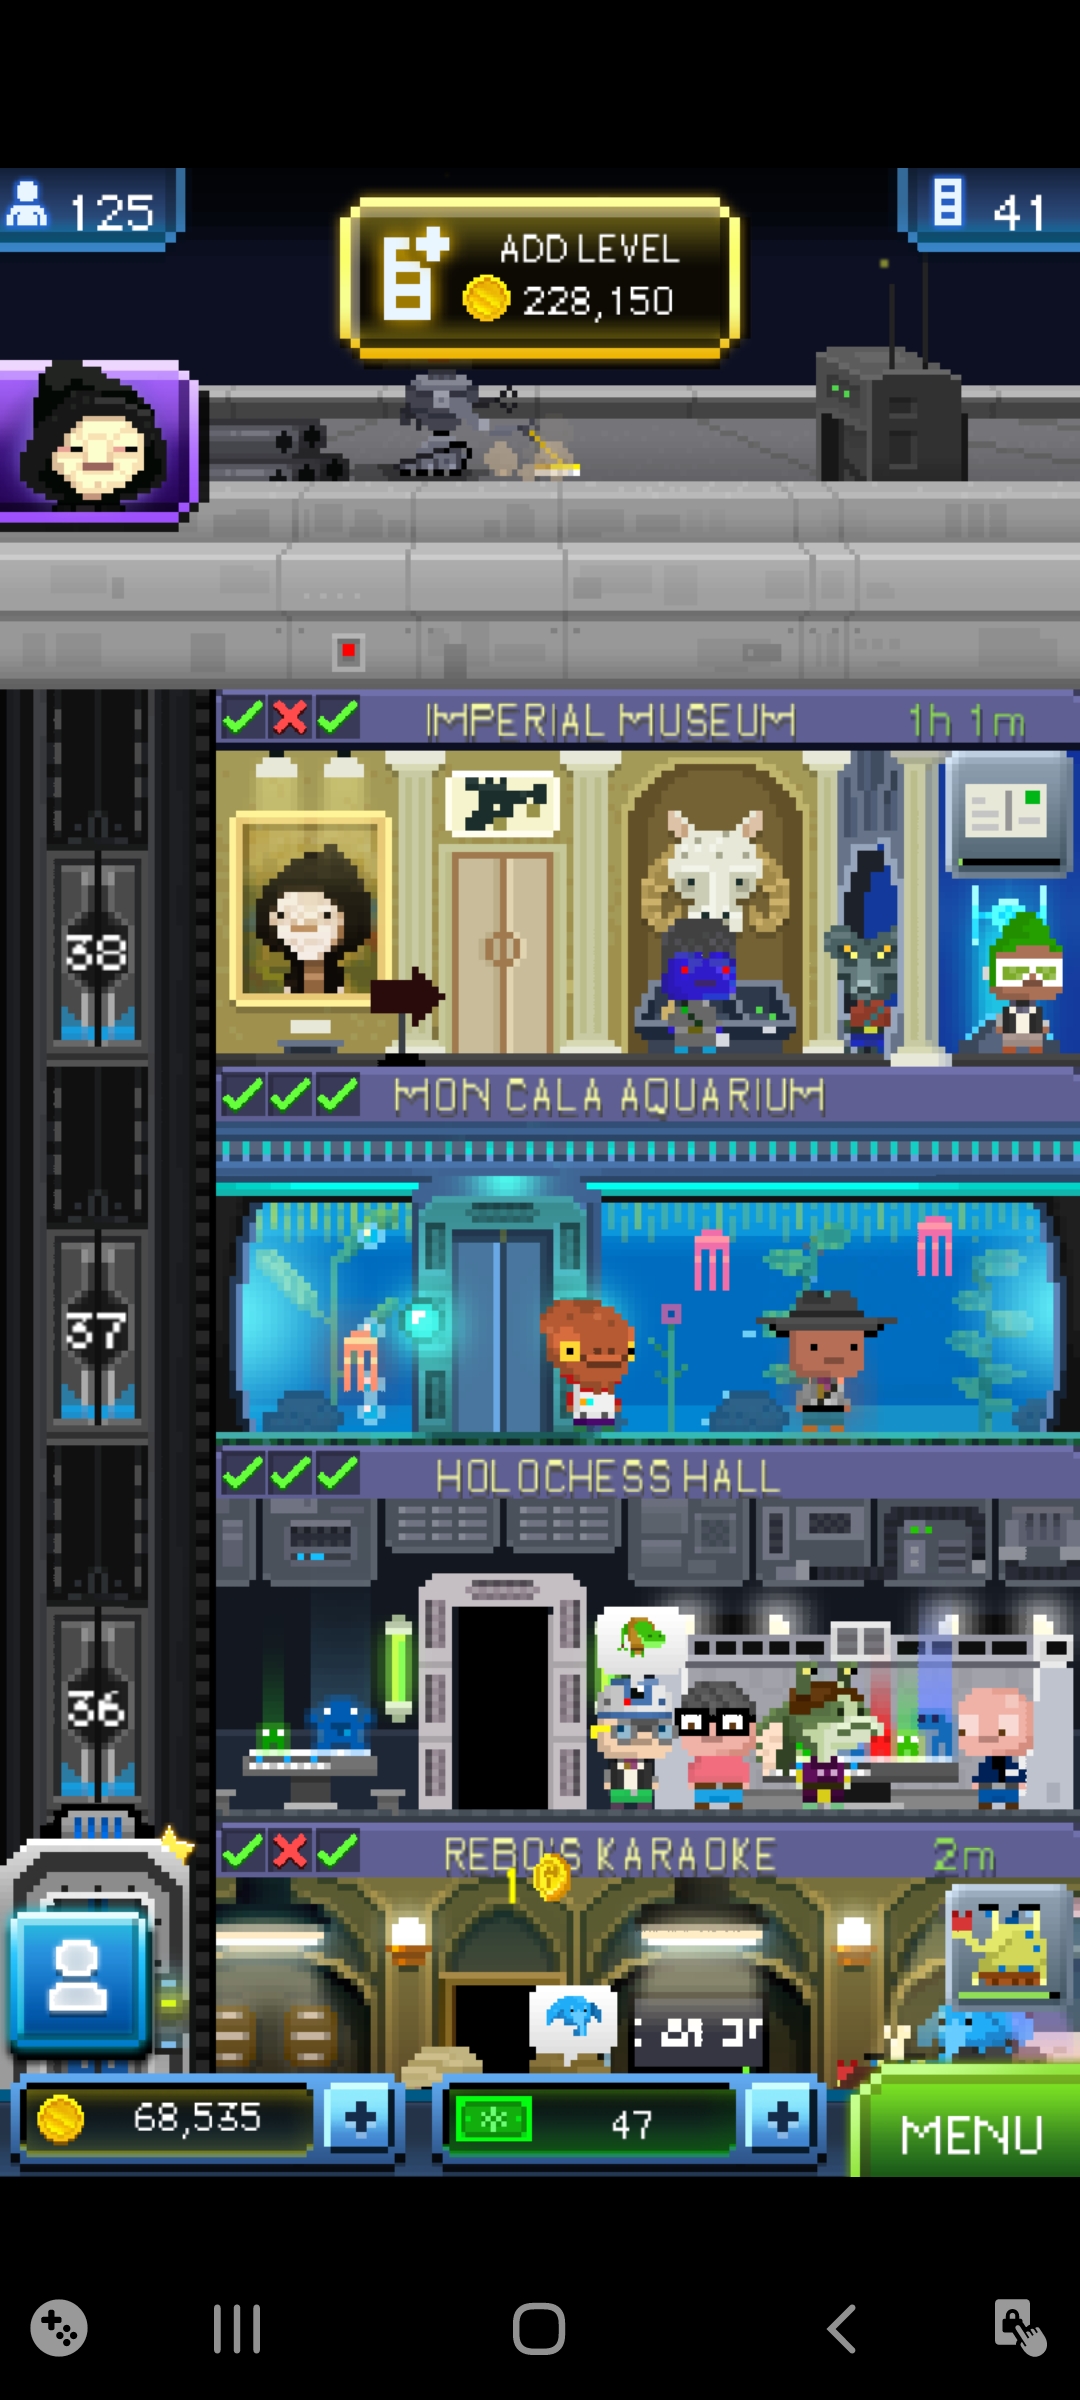 125
ADD LEVEL
228,150
41
IMPERIAL MUSEUM
1h 1m
38
MON CALA AQUARIUM
37
HOLOCHESS HALL
36
REBO'S KARAOKE
2m
1
68,535
47
MENU